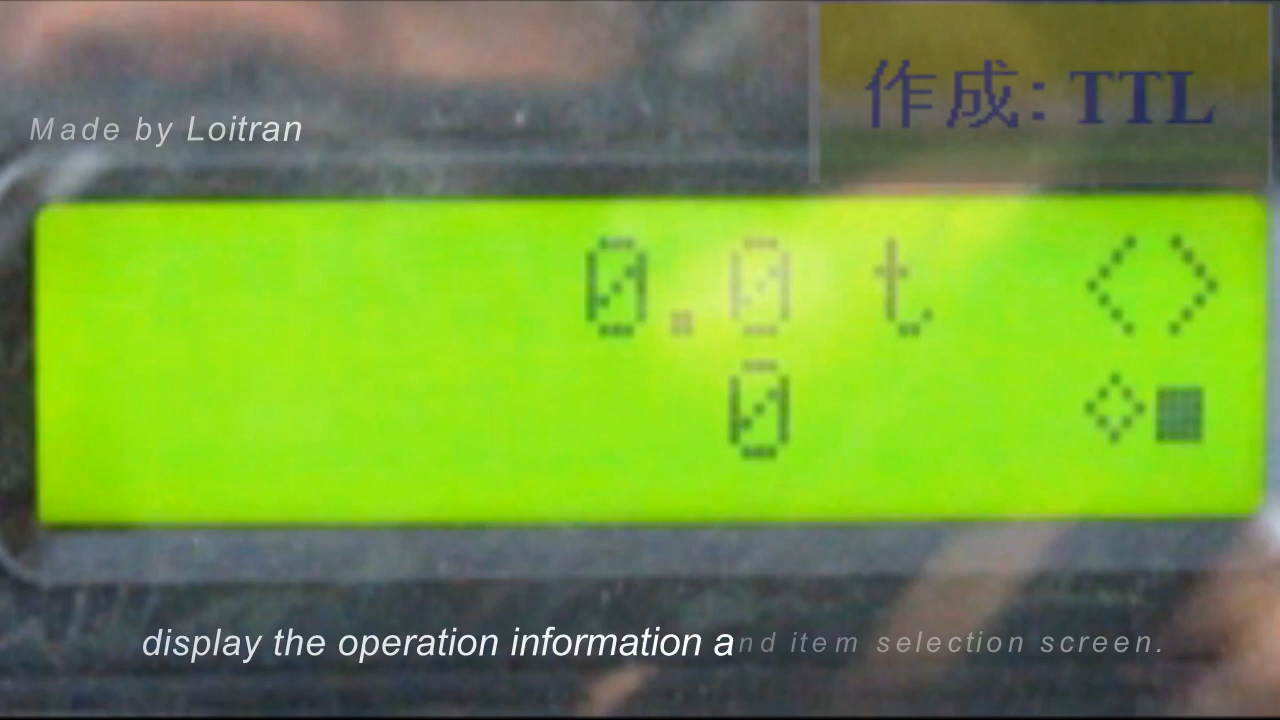 作成: TTL
Made by Loitran
0.0 t <>
0 ◇■
display the operation information and item selection screen.